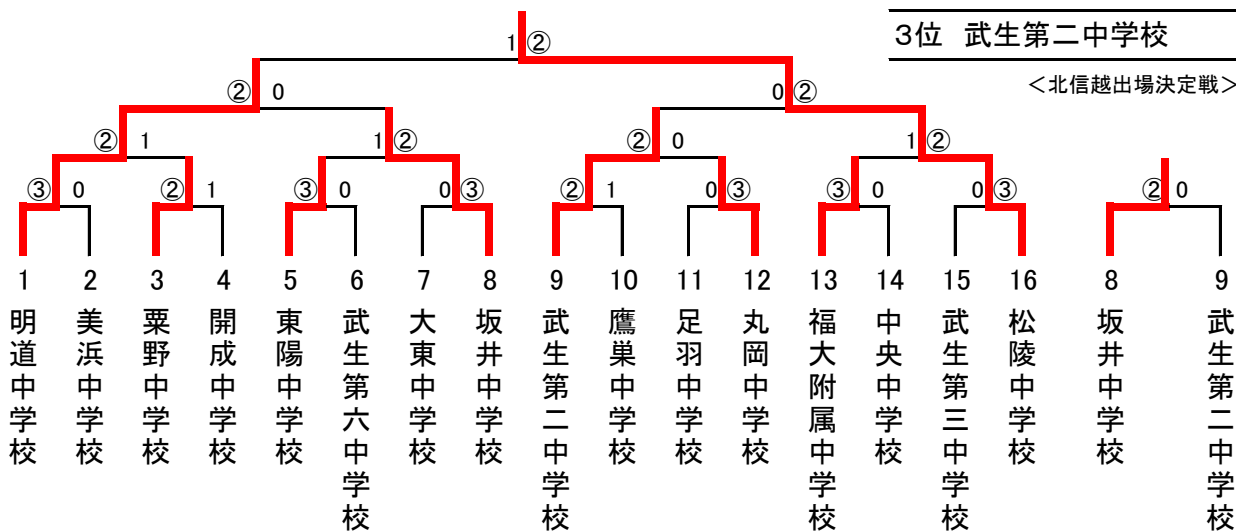 1 ②
3位 武生第二中学校
＜北信越出場決定戦＞
② 0 0 ②
② 1 1 ② ② 0 1 ②
③ 0 ② 1 ③ 0 0 ③ ② 1 0 ③ ③ 0 0 ③ ② 0
1 2 3 4 5 6 7 8 9 10 11 12 13 14 15 16 8 9
明道中学校
美浜中学校
粟野中学校
開成中学校
東陽中学校
武生第六中学校
大東中学校
坂井中学校
武生第二中学校
鷹巣中学校
足羽中学校
丸岡中学校
福大附属中学校
中央中学校
武生第三中学校
松陵中学校
坂井中学校
武生第二中学校